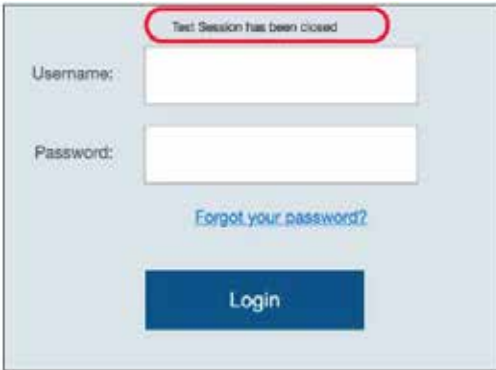 Test Session has been closed
Username:
Password:
Forgot your password?
Login